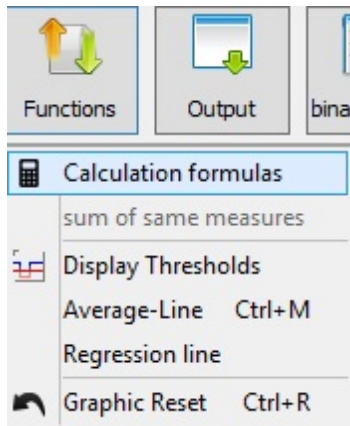 Functions Output bina
Calculation formulas
sum of same measures
Display Thresholds
Average-Line Ctrl+M
Regression line
Graphic Reset Ctrl+R